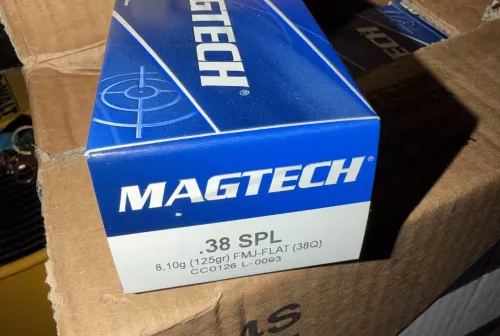 MAGTECH®
MAGTECH®
.38 SPL
8.10g (125gr) FMJ-FLAT (38Q)
CC0126 L-0093